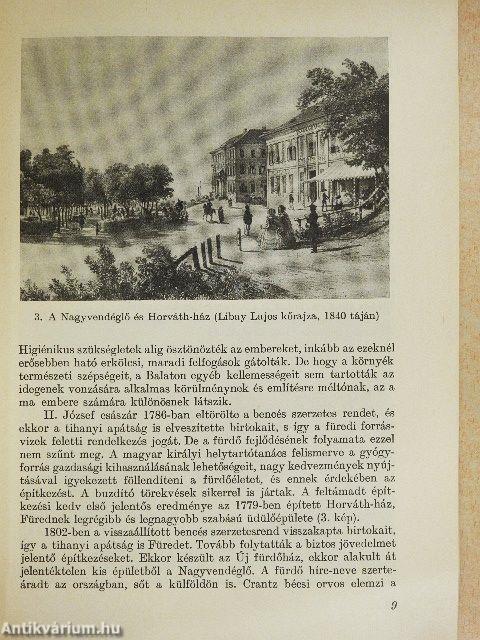 3. A Nagyvendéglő és Horváth-ház (Libay Lajos kőrajza, 1840 táján)
Higiénikus szükségletek alig ösztönözték az embereket, inkább az ezeknél
erősebben ható erkölcsi, maradi felfogások gátolták. De hogy a környék
természeti szépségeit, a Balaton egyéb kellemességeit sem tartották az
idegenek vonzására alkalmas körülménynek és említésre méltónak, az a
ma embere számára különösnek látszik.
II. József császár 1786-ban eltörölte a bencés szerzetes rendet, és
ekkor a tihanyi apátság is elveszítette birtokait, s így a füredi forrás-
vizek feletti rendelkezés jogát. De a fürdő fejlődésének folyamata ezzel
nem szűnt meg. A magyar királyi helytartótanács felismerve a gyógy-
forrás gazdasági kihasználásának lehetőségeit, nagy kedvezmények nyúj-
tásával igyekezett föllendíteni a fürdőéletet, és ennek érdekében az
építkezést. A buzdító törekvések sikerrel is jártak. A feltámadt épít-
kezési kedv első jelentős eredménye az 1779-ben épített Horváth-ház,
Fürednek legrégibb és legnagyobb szabású üdülőépülete (3. kép).
1802-ben a visszaállított bencés szerzetesrend visszakapta birtokait,
így a tihanyi apátság is Füredet. Tovább folytatták a biztos jövedelmet
jelentő építkezéseket. Ekkor készült az Új fürdőház, ekkor alakult át
jelentéktelen kis épületből a Nagyvendéglő. A fürdő híre-neve szerte-
áradt az országban, sőt a külföldön is. Crantz bécsi orvos elemzi a
9
Antikvárium.hu